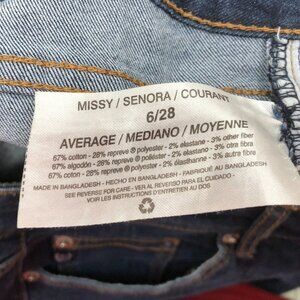 MISSY / SENORA / COURANT
6/28
AVERAGE / MEDIANO / MOYENNE
67% cotton - 28% repreve ® polyester - 2% elastane - 3% other fiber
67% algodón - 28% repreve ® poliéster - 2% elastano - 3% otra fibra
67% coton - 28% repreve ® polyester - 2% élasthanne - 3% autre fibre
MADE IN BANGLADESH - HECHO EN BANGLADESH - FABRIQUÉ EN BANGLADESH
SEE REVERSE FOR CARE - VER AL REVERSO PARA EL CUIDADO -
VOIR LES INSTRUCTIONS D'ENTRETIEN AU DOS